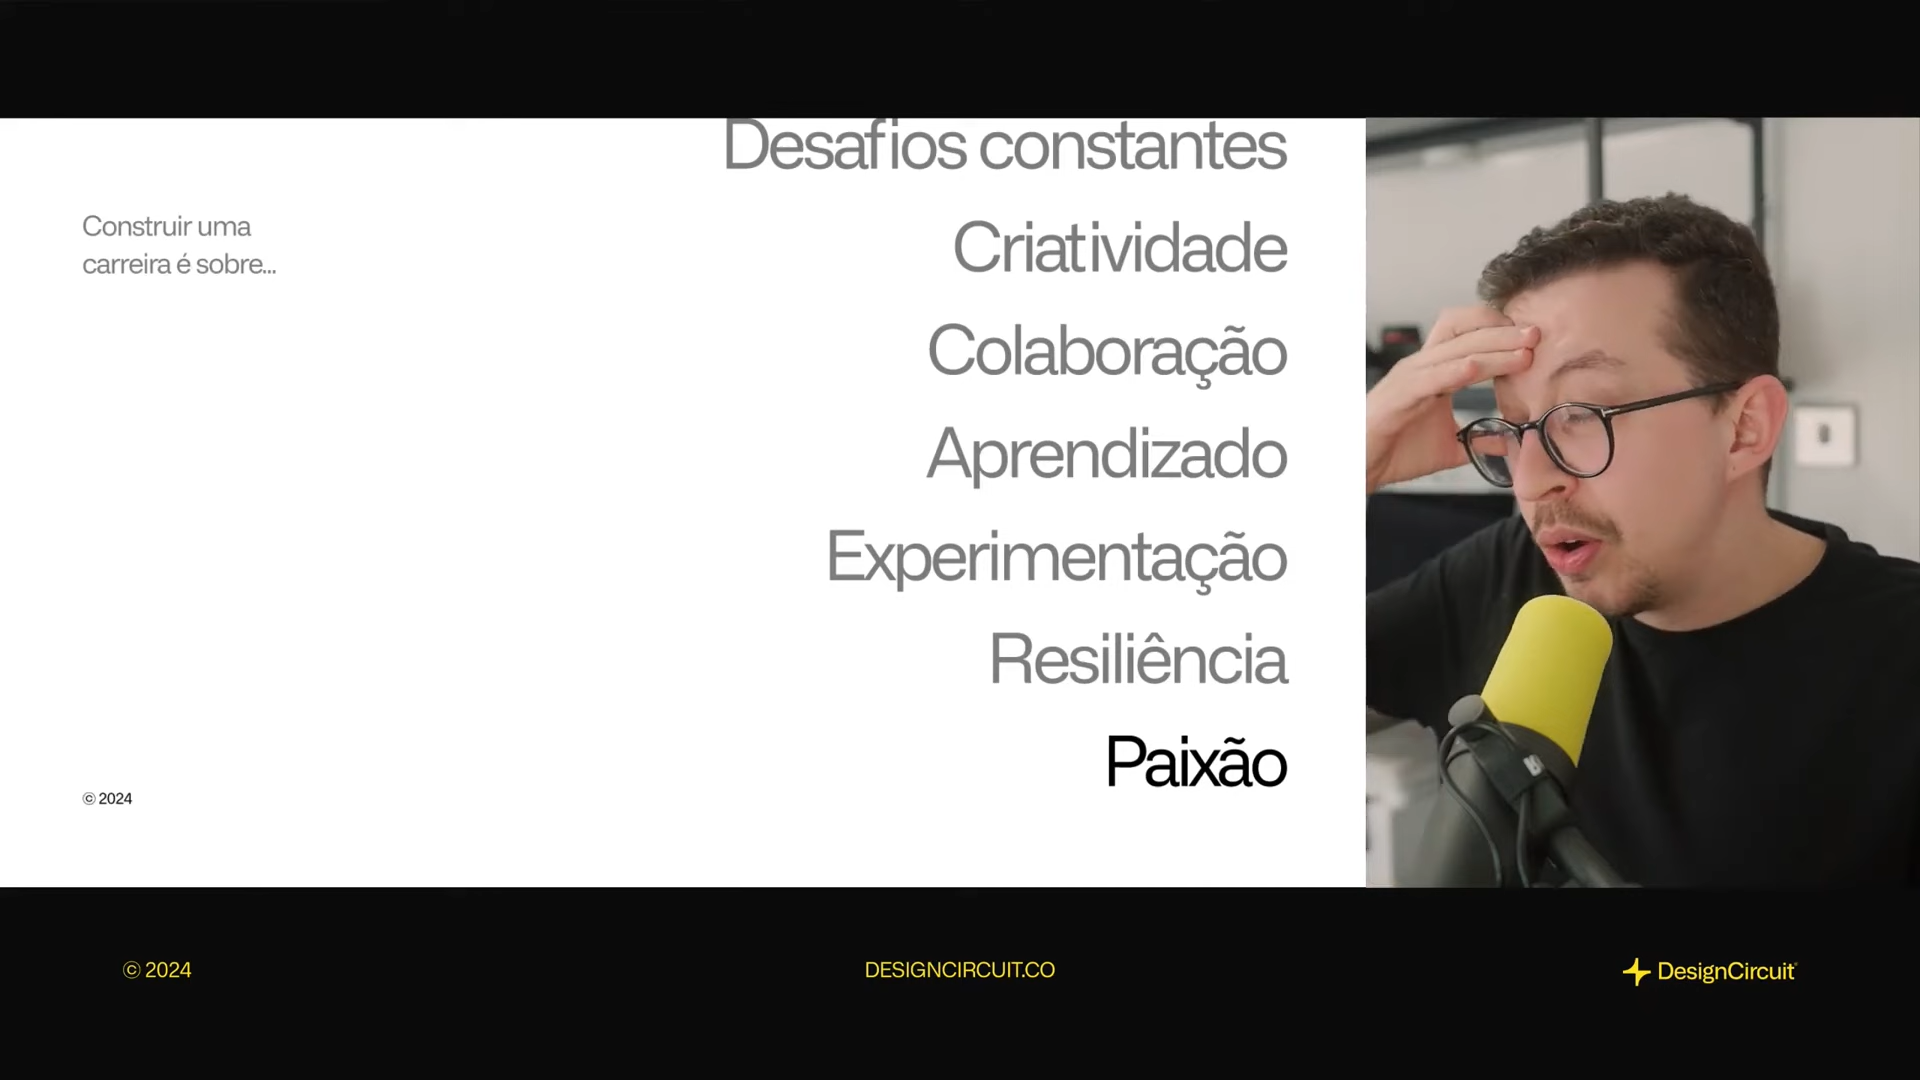 Desafios constantes
Construir uma
carreira é sobre...
Criatividade
Colaboração
Aprendizado
Experimentação
Resiliência
Paixão
© 2024
© 2024
DESIGNCIRCUIT.CO
DesignCircuit